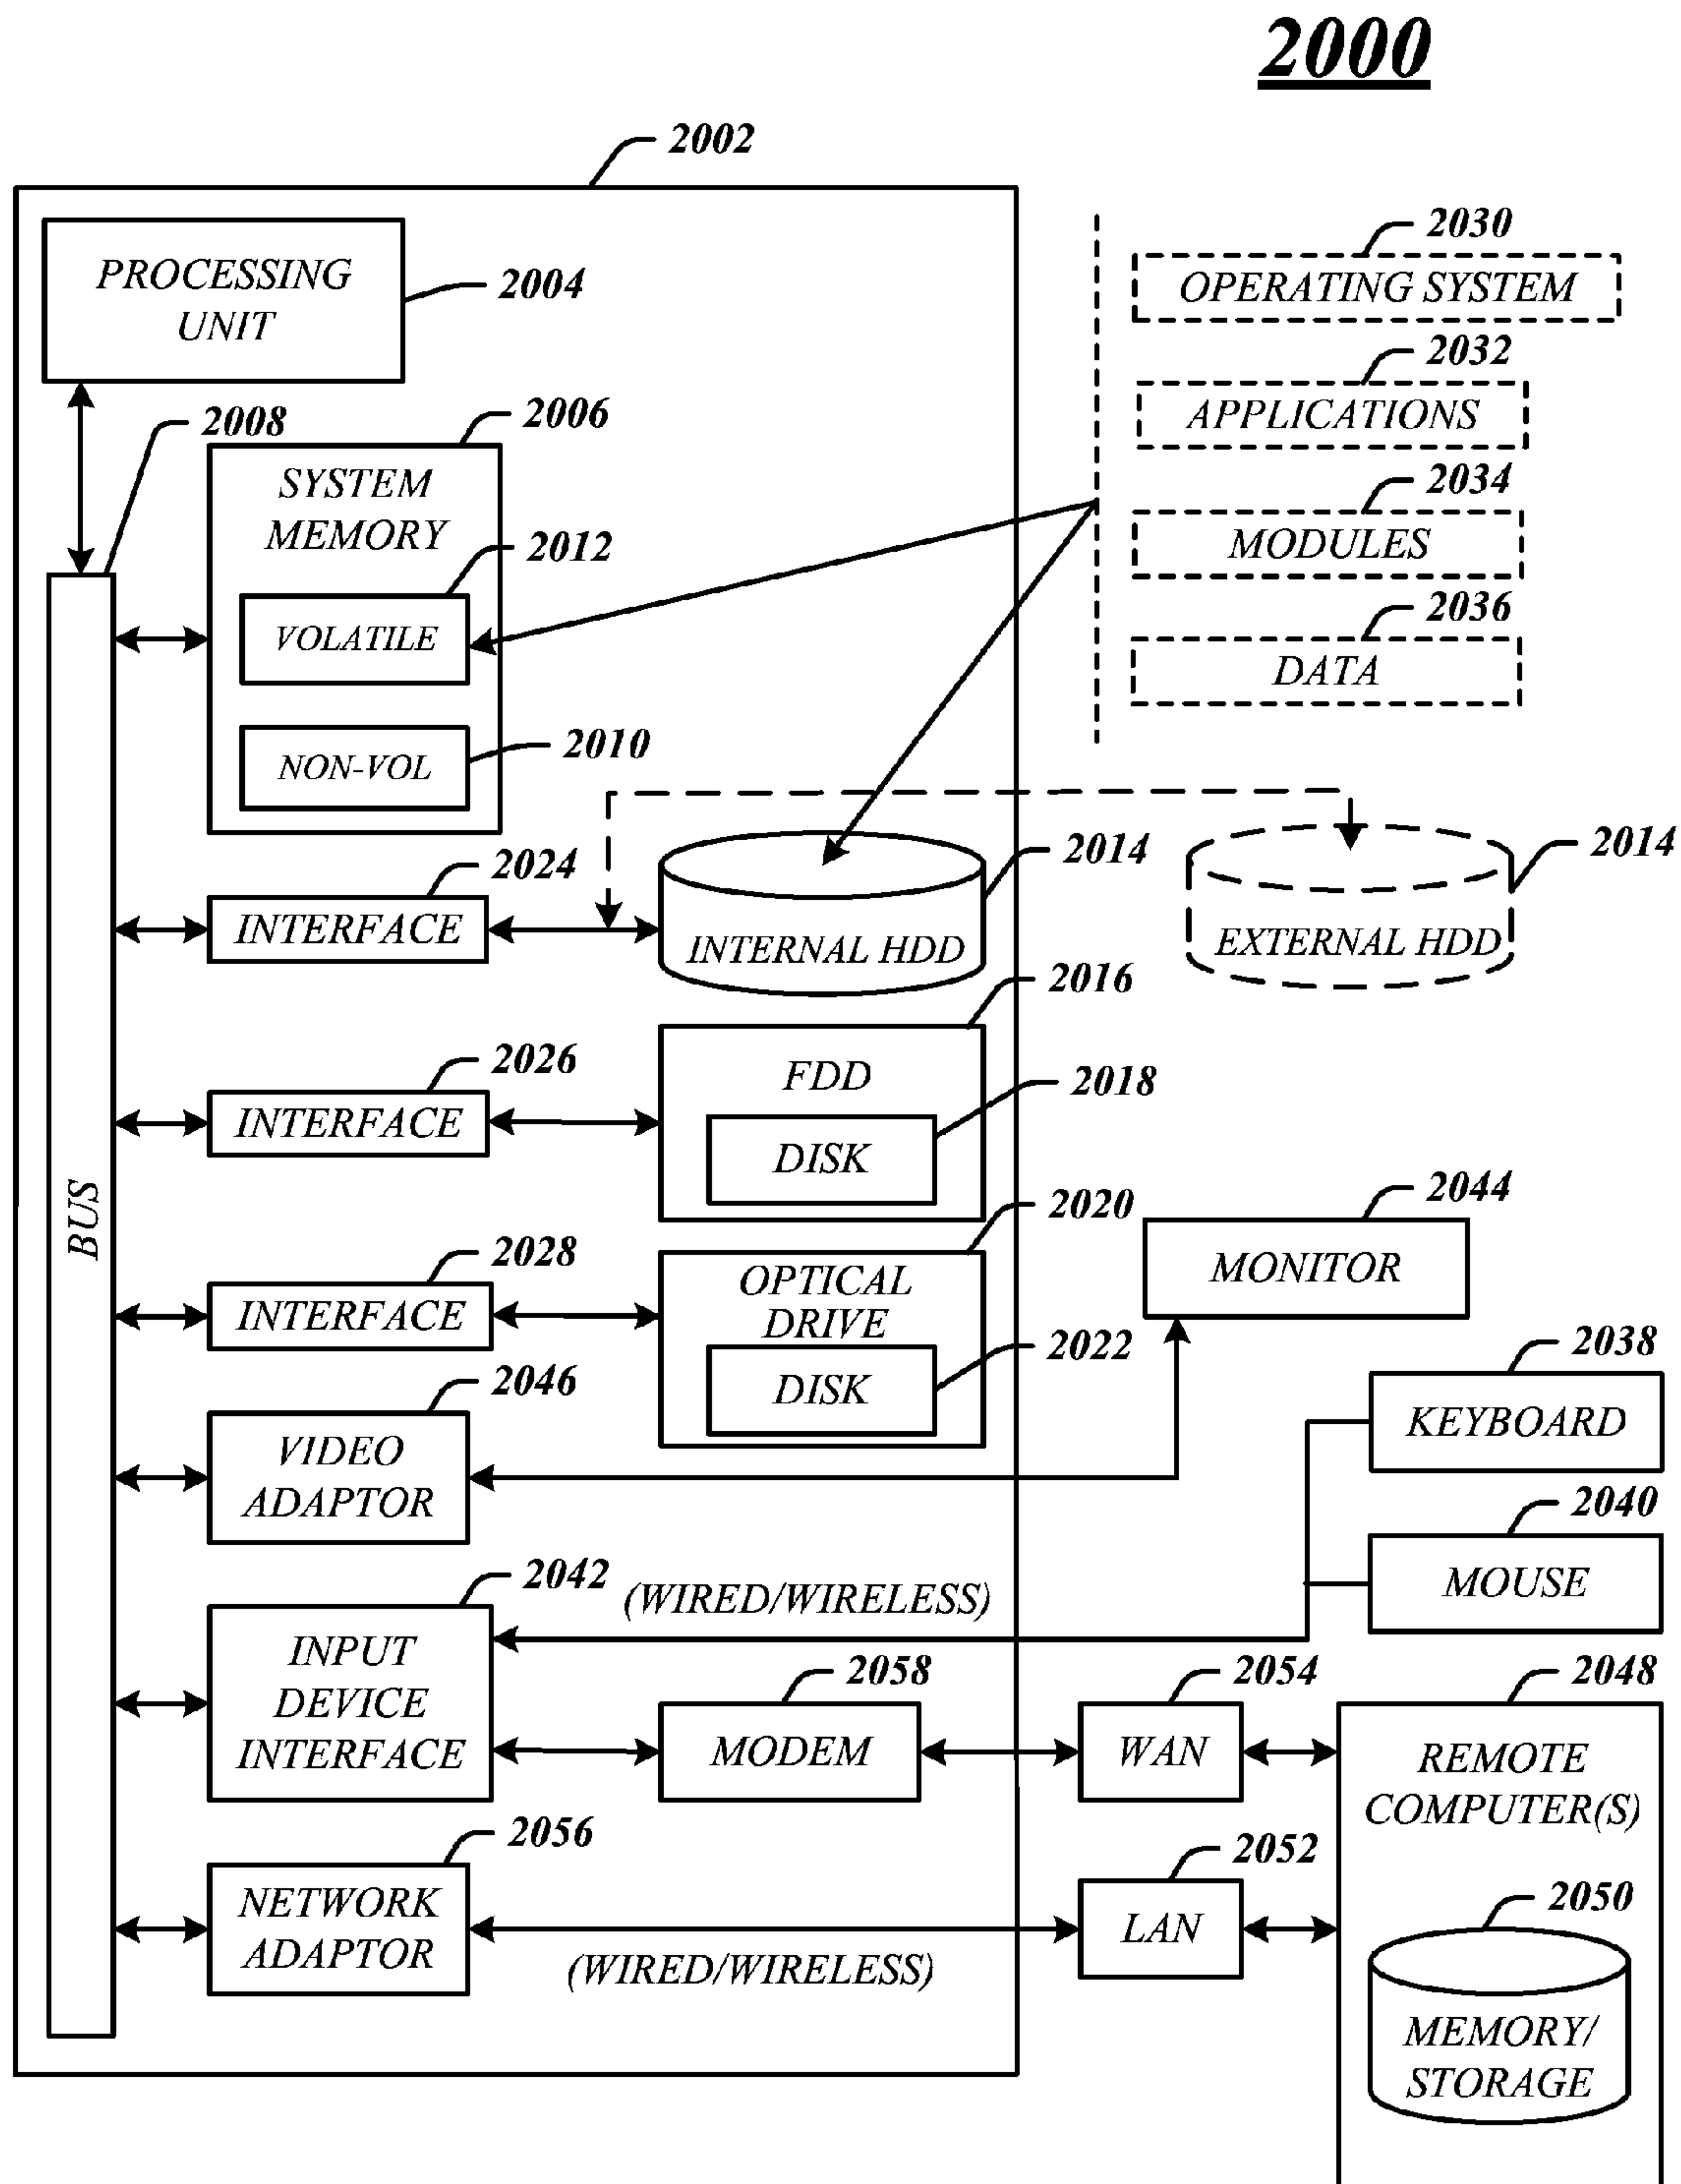 2000
2002
PROCESSING
UNIT
2004
2030
OPERATING SYSTEM
2032
APPLICATIONS
2034
MODULES
2036
DATA
2008
2006
SYSTEM
MEMORY
2012
VOLATILE
2010
NON-VOL
2024
INTERFACE
2014
INTERNAL HDD
2014
EXTERNAL HDD
2016
FDD
2026
INTERFACE
2018
DISK
BUS
2020
OPTICAL
DRIVE
2028
INTERFACE
2022
DISK
2044
MONITOR
2046
VIDEO
ADAPTOR
2038
KEYBOARD
2040
MOUSE
2042
(WIRED/WIRELESS)
INPUT
DEVICE
INTERFACE
2058
MODEM
2054
WAN
2048
REMOTE
COMPUTER(S)
2056
NETWORK
ADAPTOR
(WIRED/WIRELESS)
2052
LAN
2050
MEMORY/
STORAGE